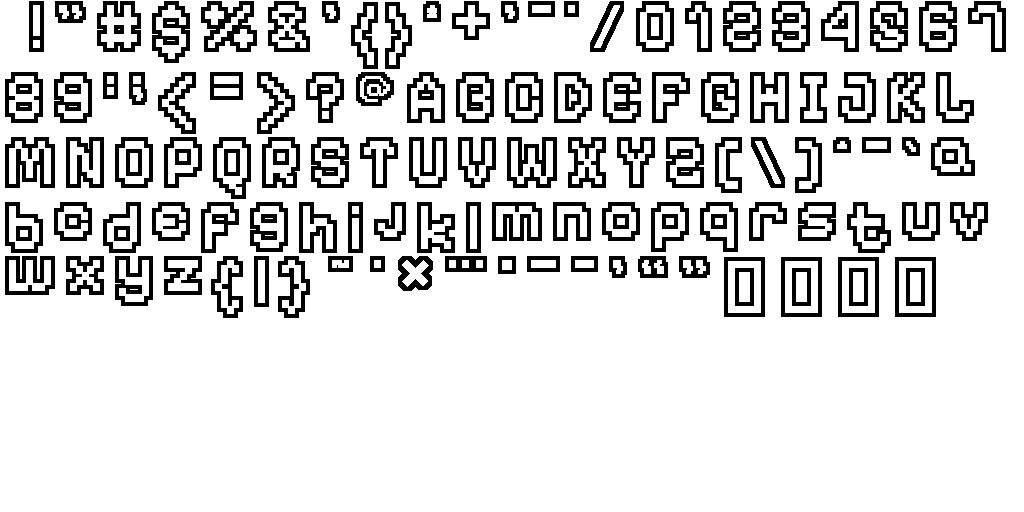 !"#$%&'()*+,-./01234567
89:;<=>?@ABCDEFGHIJKL
MNOPQRSTUVWXYZ[\]^_`a
bcdefghijklmnopqrstuv
wxyz{|}